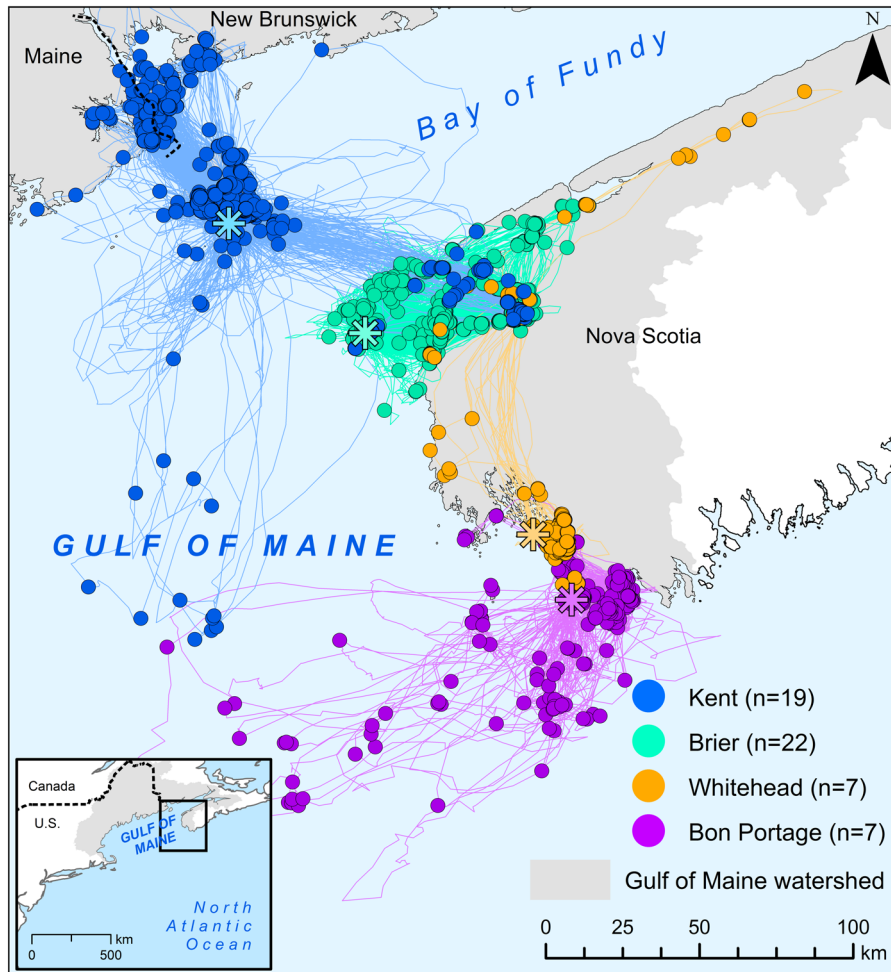 New Brunswick
N
Maine
Bay of Fundy
Nova Scotia
GULF OF MAINE
Kent (n=19)
Brier (n=22)
Whitehead (n=7)
Bon Portage (n=7)
Gulf of Maine watershed
0 25 50 100
km
Canada
U.S.
GULF OF
MAINE
North
Atlantic
Ocean
km
0 500